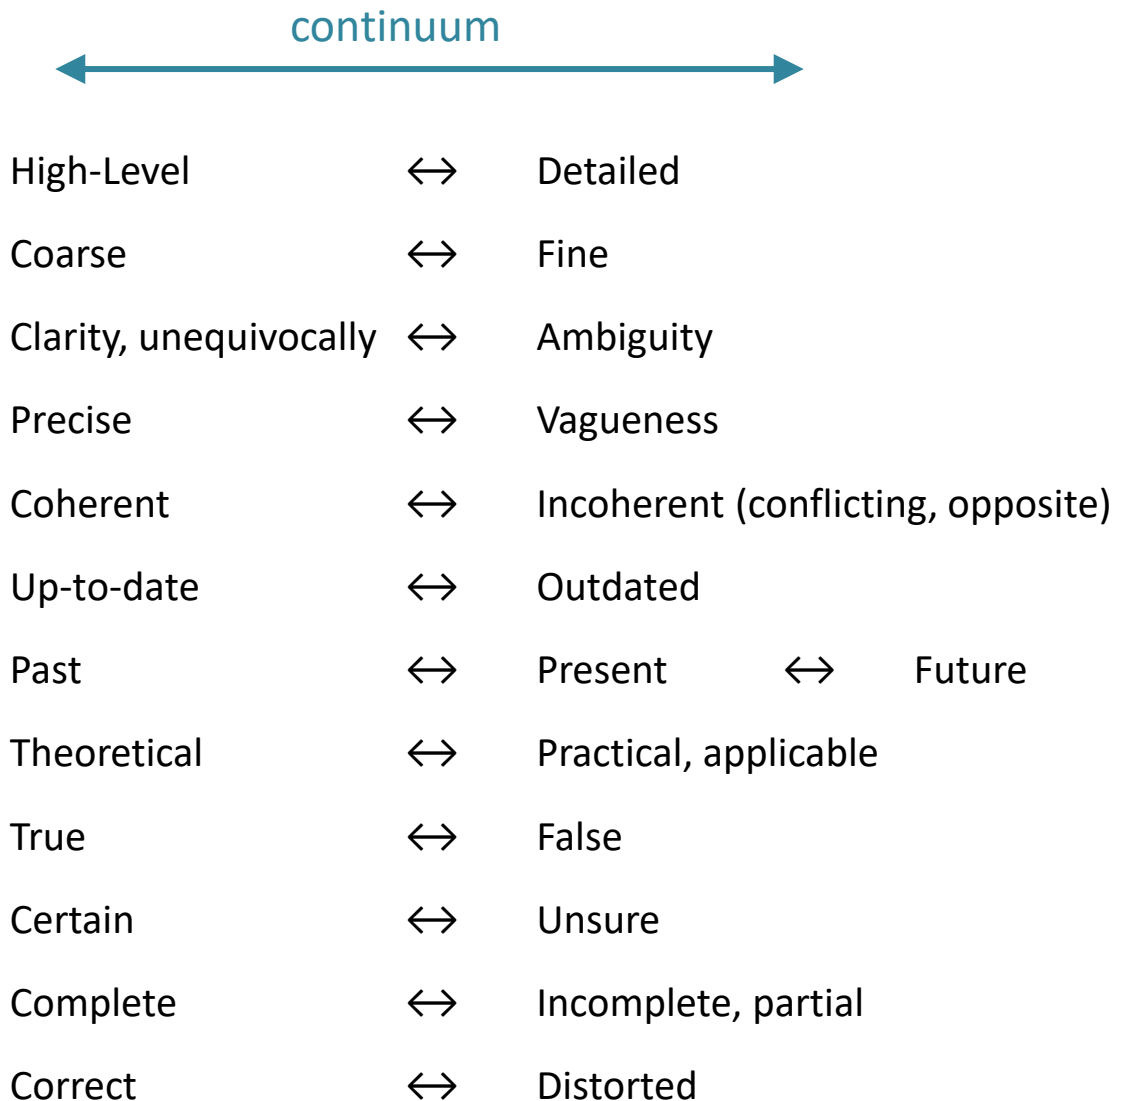 continuum
High-Level ↔ Detailed
Coarse ↔ Fine
Clarity, unequivocally ↔ Ambiguity
Precise ↔ Vagueness
Coherent ↔ Incoherent (conflicting, opposite)
Up-to-date ↔ Outdated
Past ↔ Present ↔ Future
Theoretical ↔ Practical, applicable
True ↔ False
Certain ↔ Unsure
Complete ↔ Incomplete, partial
Correct ↔ Distorted